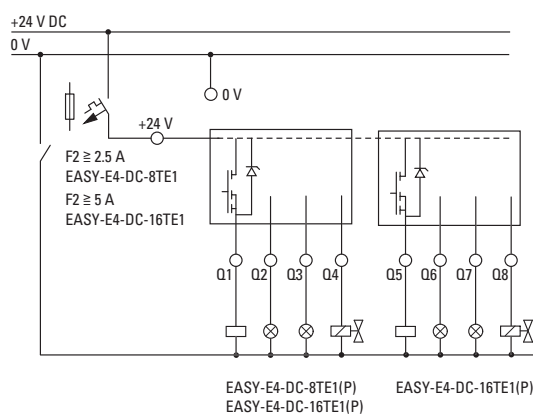 +24 V DC
0 V
0 V
+24 V
F2 ≧ 2.5 A
EASY-E4-DC-8TE1
F2 ≧ 5 A
EASY-E4-DC-16TE1
Q1 Q2 Q3 Q4 Q5 Q6 Q7 Q8
EASY-E4-DC-8TE1(P) EASY-E4-DC-16TE1(P)
EASY-E4-DC-16TE1(P)